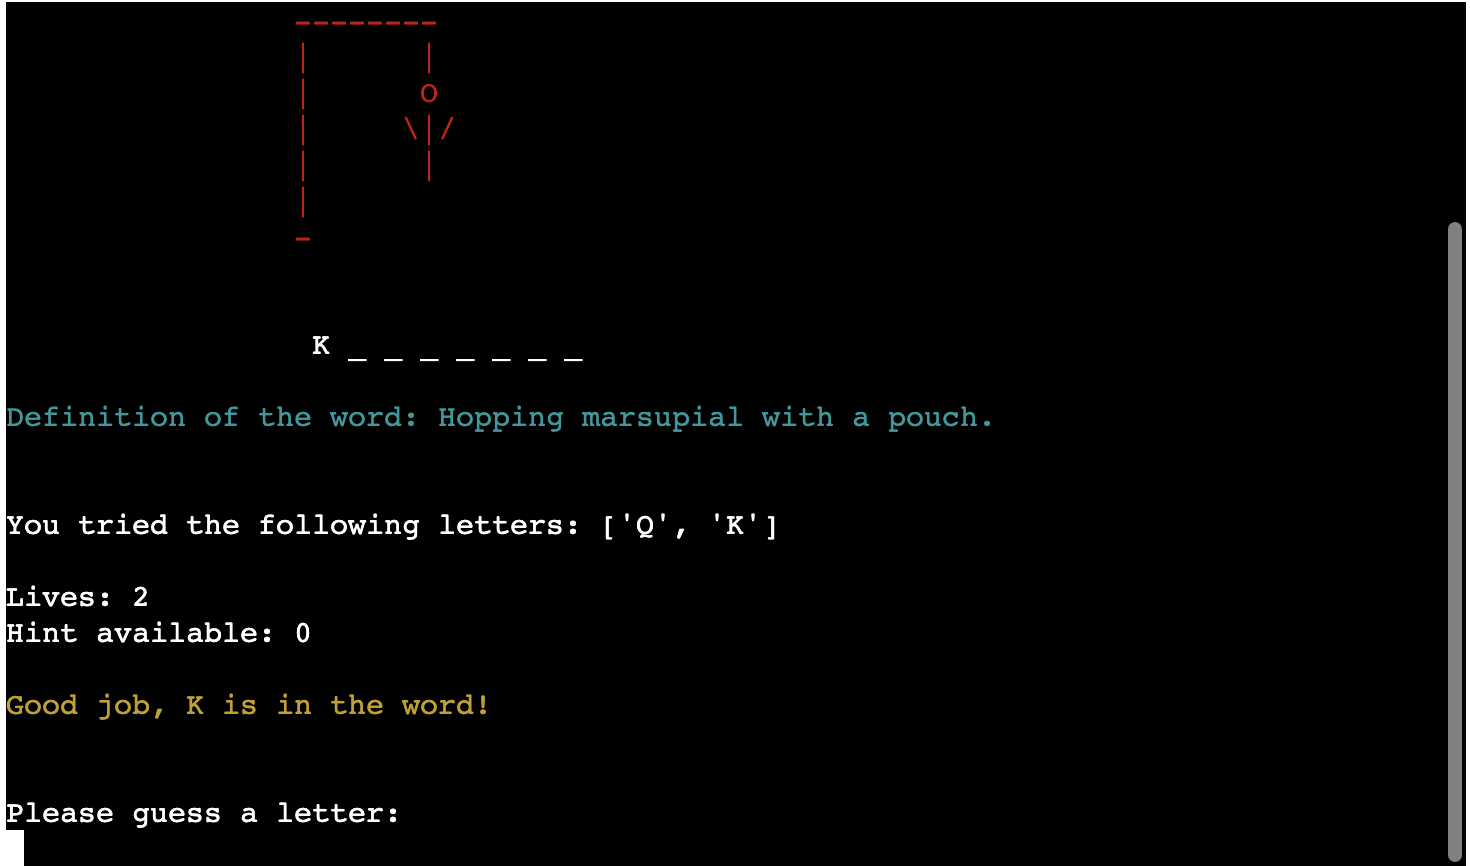 K _ _ _ _ _ _ _
Definition of the word: Hopping marsupial with a pouch.
You tried the following letters: ['Q', 'K']
Lives: 2
Hint available: 0
Good job, K is in the word!
Please guess a letter: